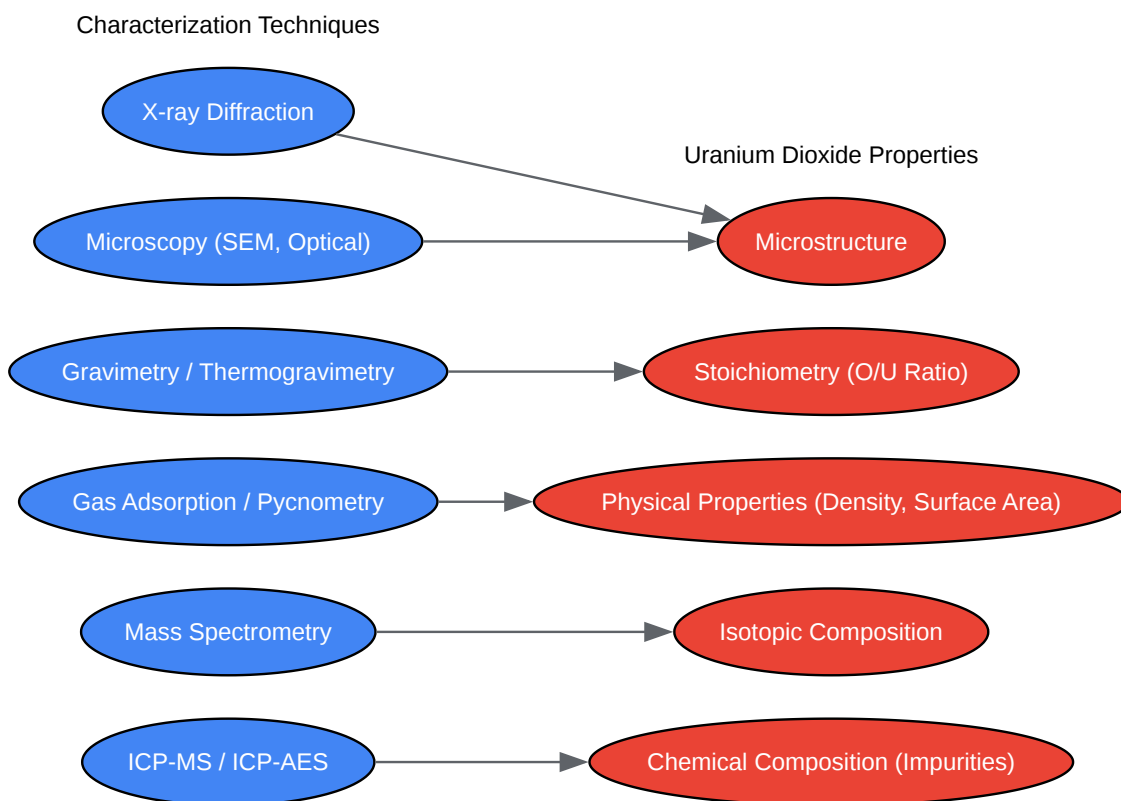 Characterization Techniques
X-ray Diffraction
Uranium Dioxide Properties
Microscopy (SEM, Optical)
Microstructure
Gravimetry / Thermogravimetry
Stoichiometry (O/U Ratio)
Gas Adsorption / Pycnometry
Physical Properties (Density, Surface Area)
Mass Spectrometry
Isotopic Composition
ICP-MS / ICP-AES
Chemical Composition (Impurities)